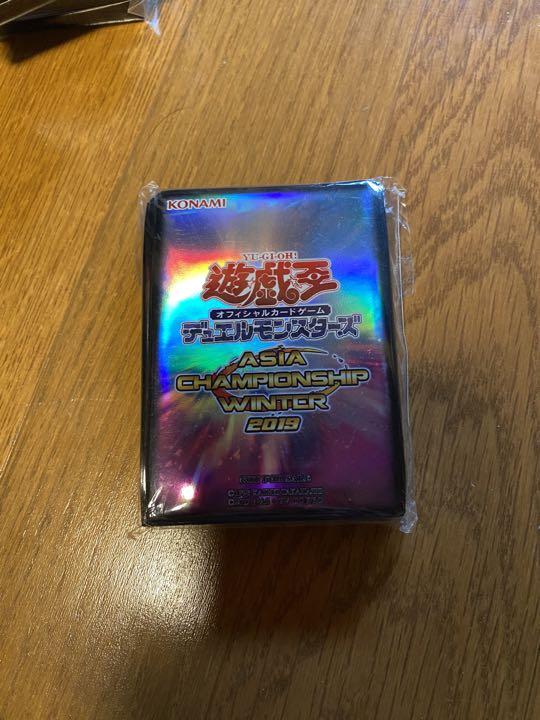 KONAMI
YU-GI-OH!
遊戯王
オフィシャルカードゲーム
デュエルモンスターズ
ASIA
CHAMPIONSHIP
WINTER
2019